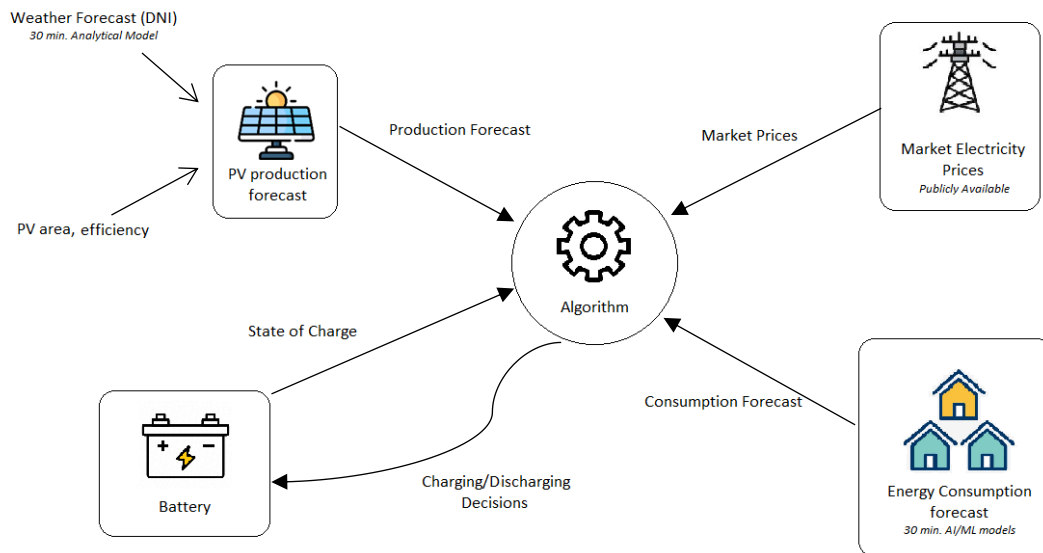 Weather Forecast (DNI)
30 min. Analytical Model
PV production
forecast
PV area, efficiency
Production Forecast
Market Prices
Market Electricity
Prices
Publicly Available
Algorithm
State of Charge
Battery
Charging/Discharging
Decisions
Consumption Forecast
Energy Consumption
forecast
30 min. AI/ML models